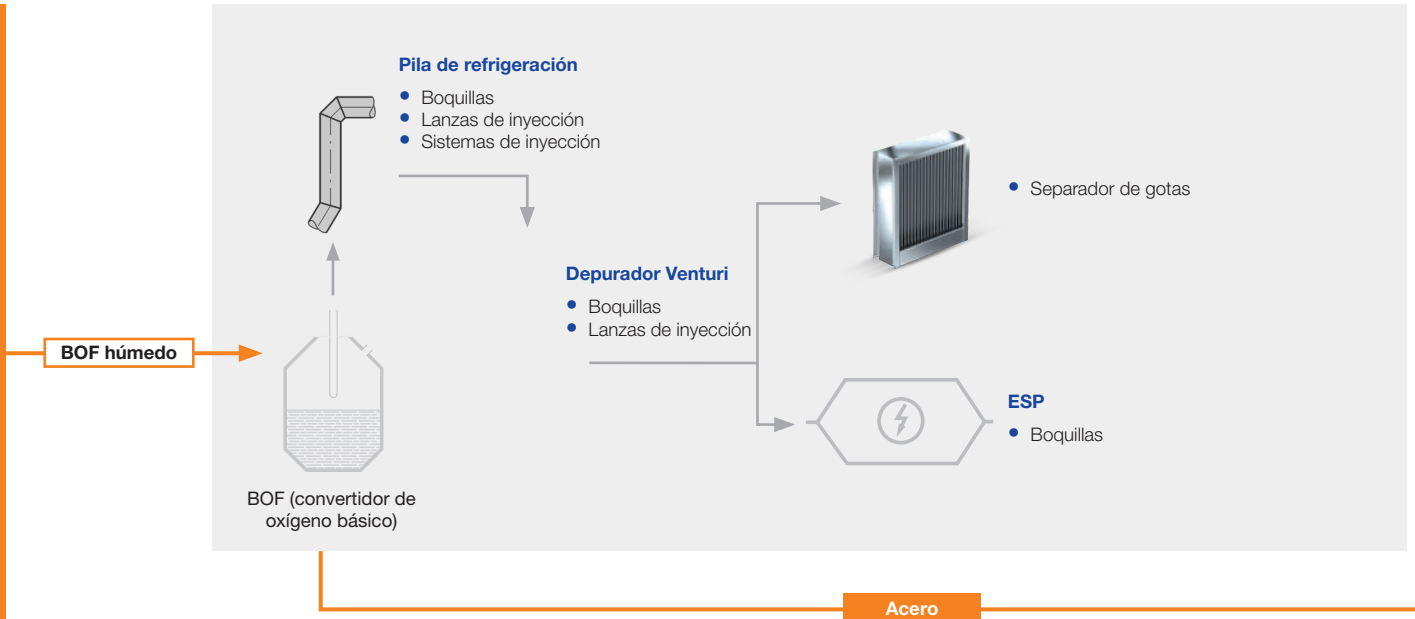 Pila de refrigeración
Boquillas
Lanzas de inyección
Sistemas de inyección
Separador de gotas
Depurador Venturi
Boquillas
Lanzas de inyección
BOF húmedo
ESP
Boquillas
BOF (convertidor de
oxígeno básico)
Acero